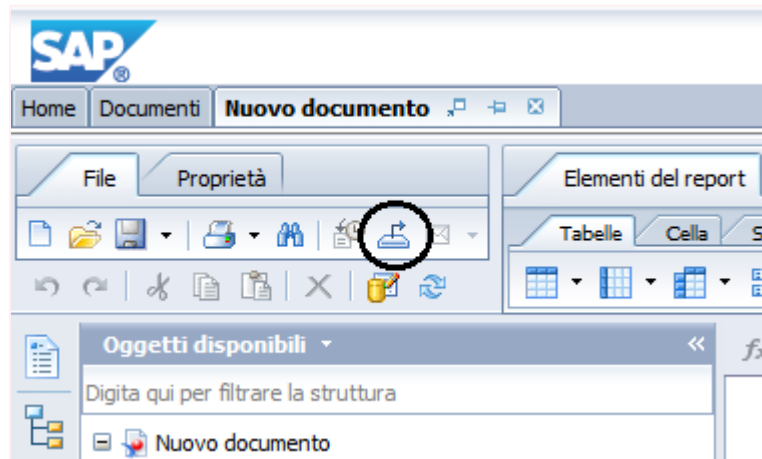 SAP®
Home Documenti Nuovo documento
File Proprietà Elementi del report
Tabelle Cella
Oggetti disponibili
Digita qui per filtrare la struttura
Nuovo documento